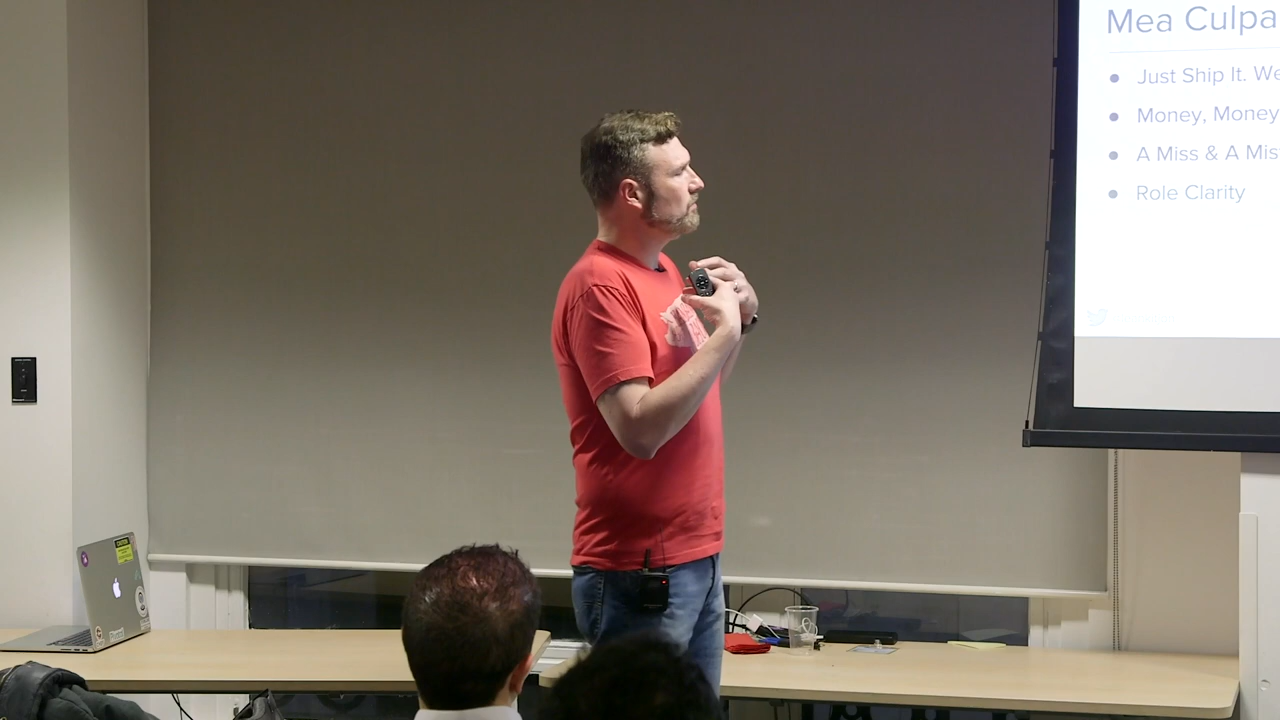 Mea Culpa
Just Ship It. We
Money, Money
A Miss & A Mis
Role Clarity